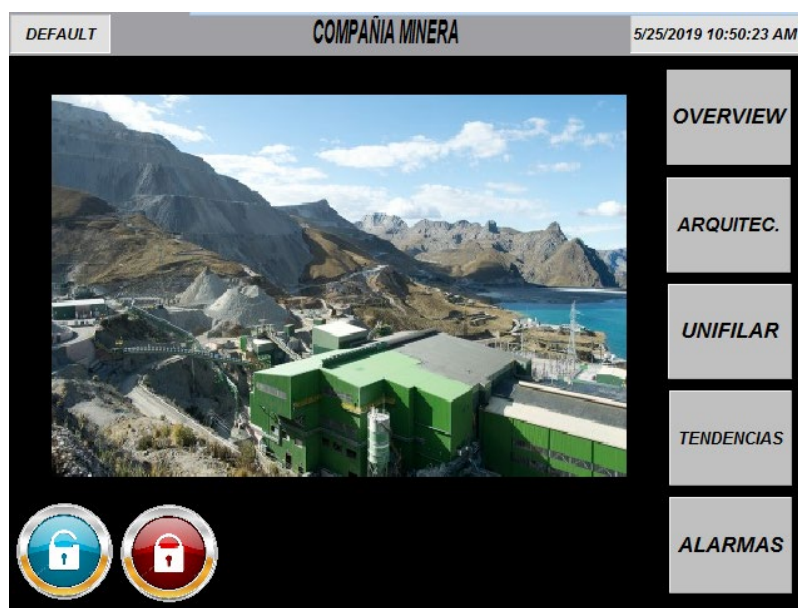 DEFAULT
COMPAÑIA MINERA
5/25/2019 10:50:23 AM
OVERVIEW
ARQUITEC.
UNIFILAR
TENDENCIAS
ALARMAS